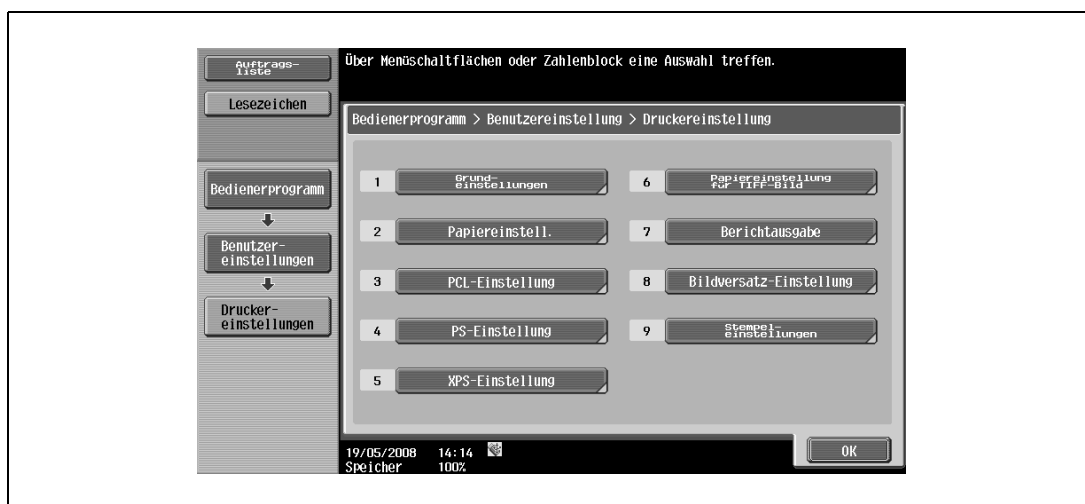 Auftrags-
liste
Lesezeichen
Über Menüschaltflächen oder Zahlenblock eine Auswahl treffen.
Bedienerprogramm > Benutzereinstellung > Druckereinstellung
Bedienerprogramm
Benutzer-
einstellungen
Drucker-
einstellungen
1 Grund-
einstellungen
2 Papiereinstell.
3 PCL-Einstellung
4 PS-Einstellung
5 XPS-Einstellung
6 Papiereinstellung
für TIFF-Bild
7 Berichtausgabe
8 Bildversatz-Einstellung
9 Stempel-
einstellungen
19/05/2008 14:14
Speicher 100%
OK